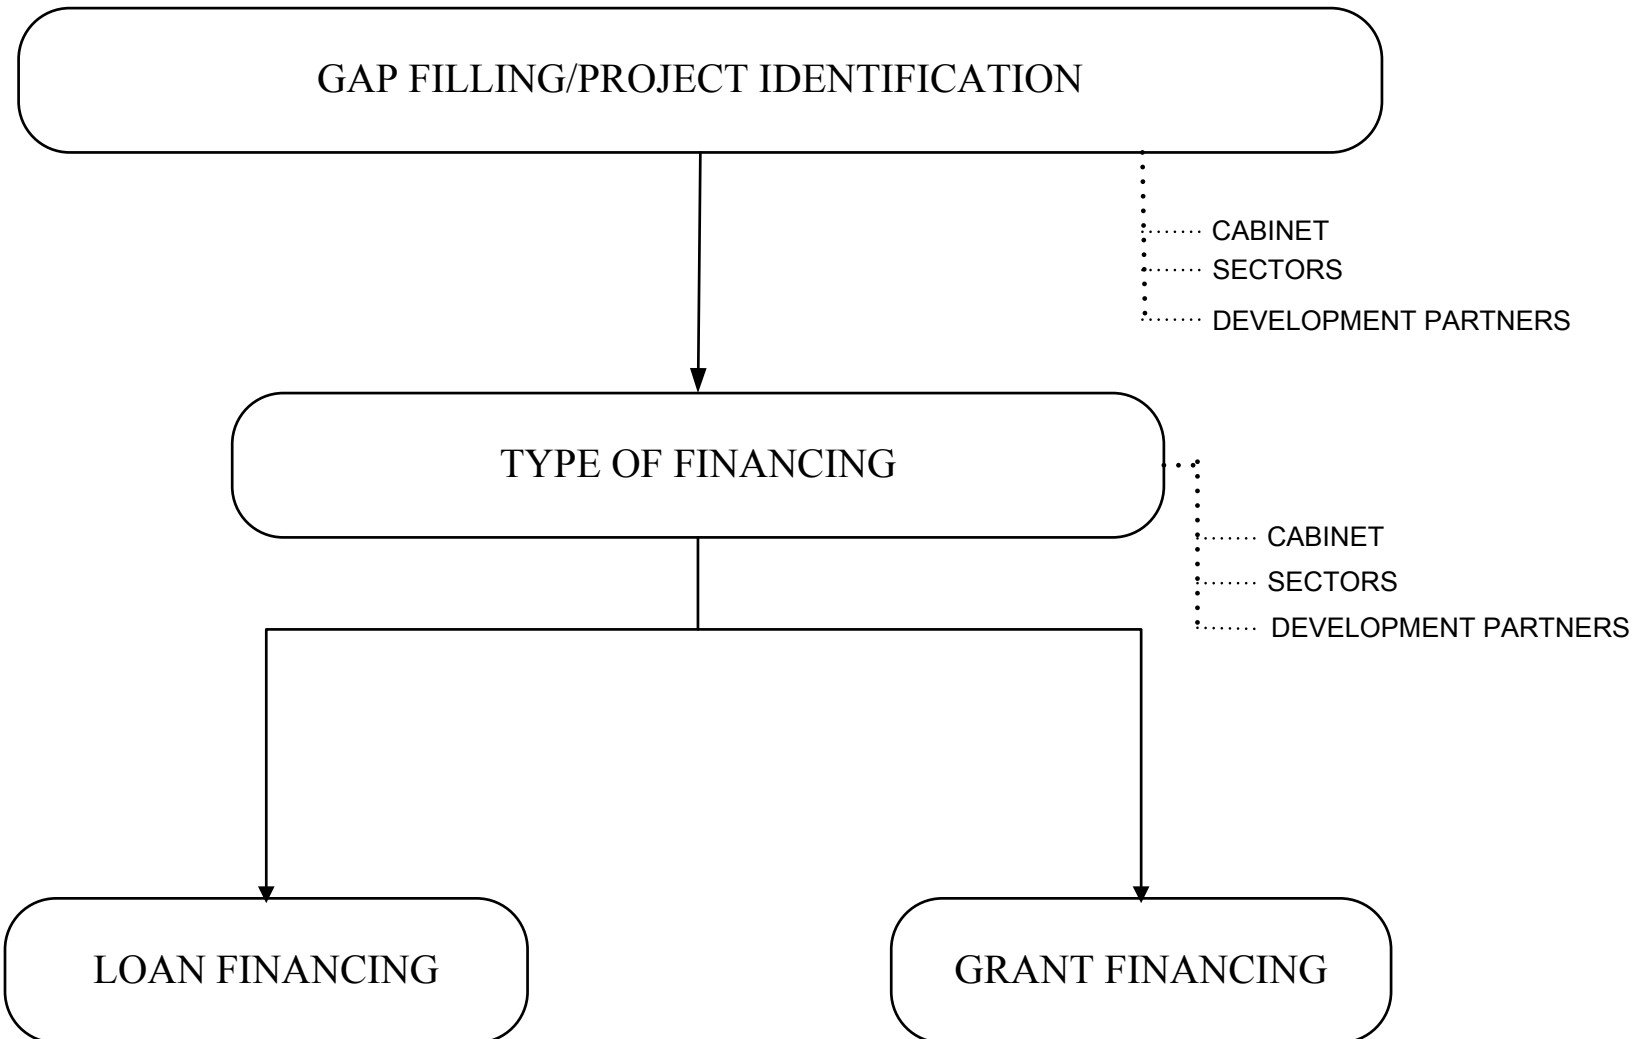 GAP FILLING/PROJECT IDENTIFICATION
CABINET
SECTORS
DEVELOPMENT PARTNERS
TYPE OF FINANCING
CABINET
SECTORS
DEVELOPMENT PARTNERS
LOAN FINANCING
GRANT FINANCING